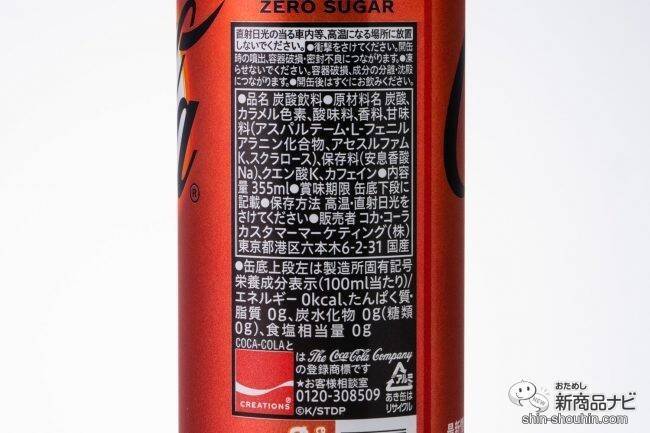 ZERO SUGAR
直射日光の当る車内等、高温になる場所に放置
しないでください。●衝撃をさけてください。開缶
時の噴出、容器破損・密封不良につながります。●凍
らせないでください。容器破損、成分の分離・沈殿
につながります。●開缶後はすぐにお飲みください。
●品名 炭酸飲料●原材料名 炭酸、
カラメル色素、酸味料、香料、甘味
料(アスパルテーム・L-フェニル
アラニン化合物、アセスルファム
K、スクラロース)、保存料(安息香酸
Na)、クエン酸K、カフェイン●内容
量 355ml●賞味期限 缶底下段に
記載●保存方法 高温・直射日光を
さけてください●販売者 コカ・コーラ
カスタマーマーケティング(株)
東京都港区六本木6-2-31 国産
●缶底上段左は製造所固有記号
栄養成分表示(100ml当たり)/
エネルギー 0kcal、たんぱく質・
脂質 0g、炭水化物 0g(糖類
0g)、食塩相当量 0g
COCA-COLAと
CREATIONS
は The Coca-Cola Company
の登録商標です
★お客様相談室
0120-308509
©K/STDP
アルミ
あき缶は
リサイクル
®
NEW
おためし
新商品ナビ
shin-shouhin.com